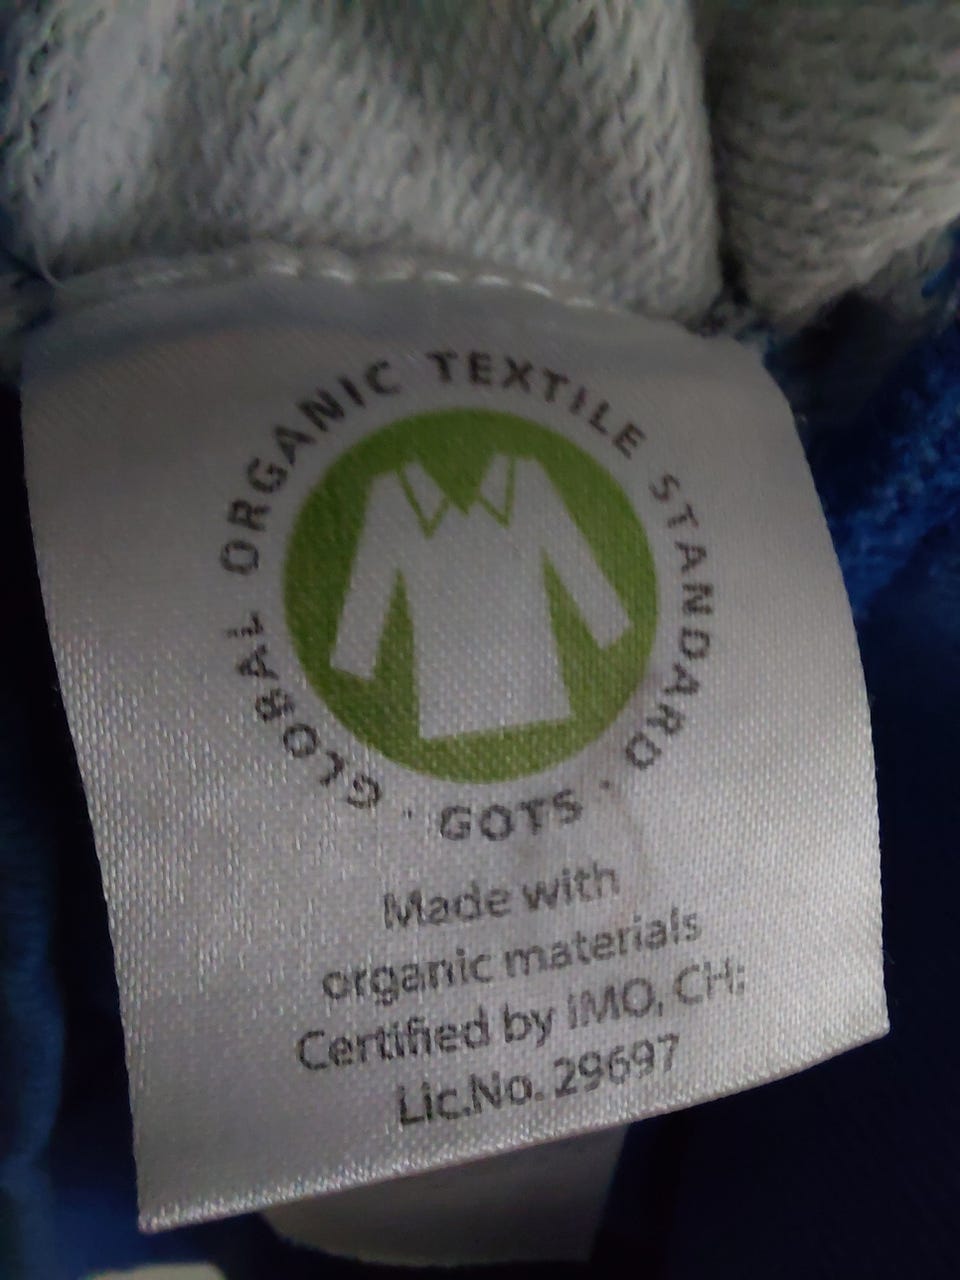 GLOBAL ORGANIC TEXTILE STANDARD · GOTS ·
Made with
organic materials
Certified by IMO, CH;
Lic.No. 29697